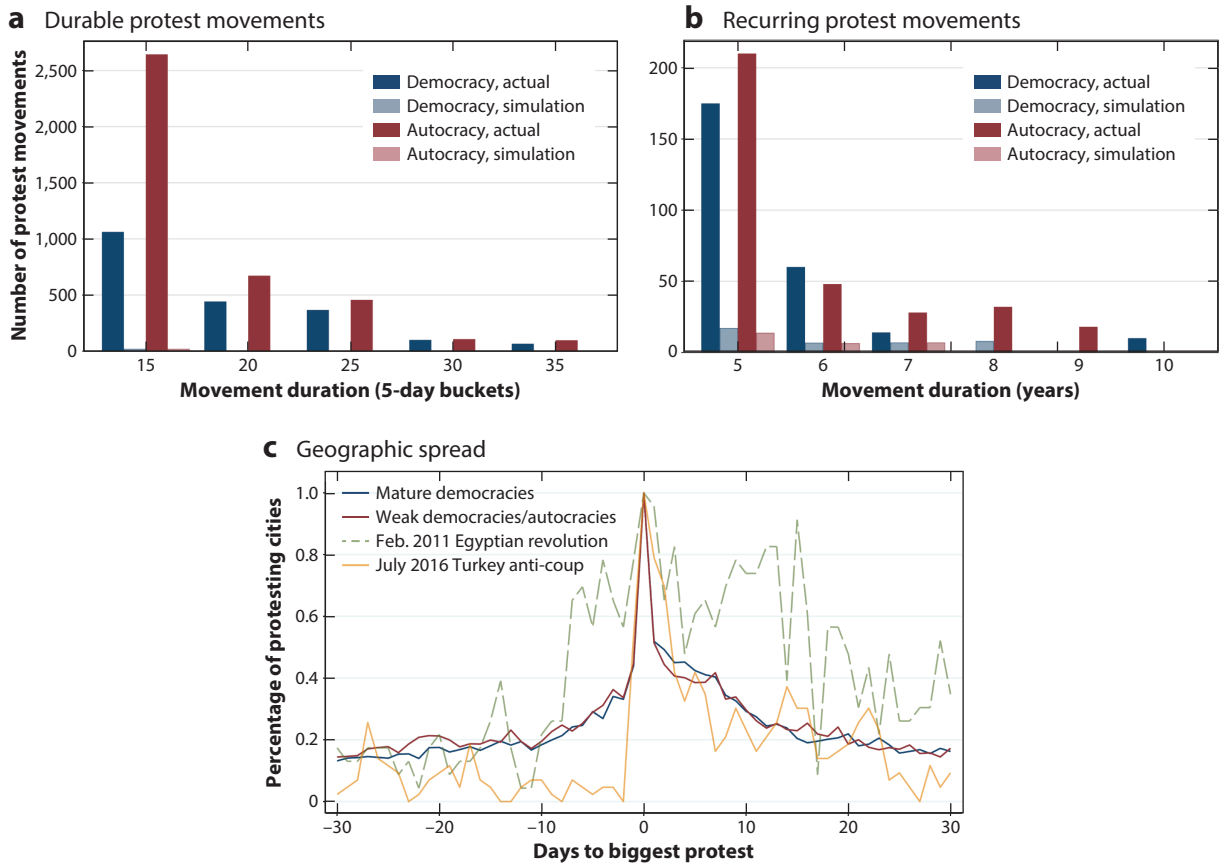 a Durable protest movements
Number of protest movements
2,500
2,000
1,500
1,000
500
0
Democracy, actual
Democracy, simulation
Autocracy, actual
Autocracy, simulation
15 20 25 30 35
Movement duration (5-day buckets)
b Recurring protest movements
200
150
100
50
0
Democracy, actual
Democracy, simulation
Autocracy, actual
Autocracy, simulation
5 6 7 8 9 10
Movement duration (years)
c Geographic spread
Percentage of protesting cities
1.0
0.8
0.6
0.4
0.2
0
Mature democracies
Weak democracies/autocracies
Feb. 2011 Egyptian revolution
July 2016 Turkey anti-coup
−30 −20 −10 0 10 20 30
Days to biggest protest